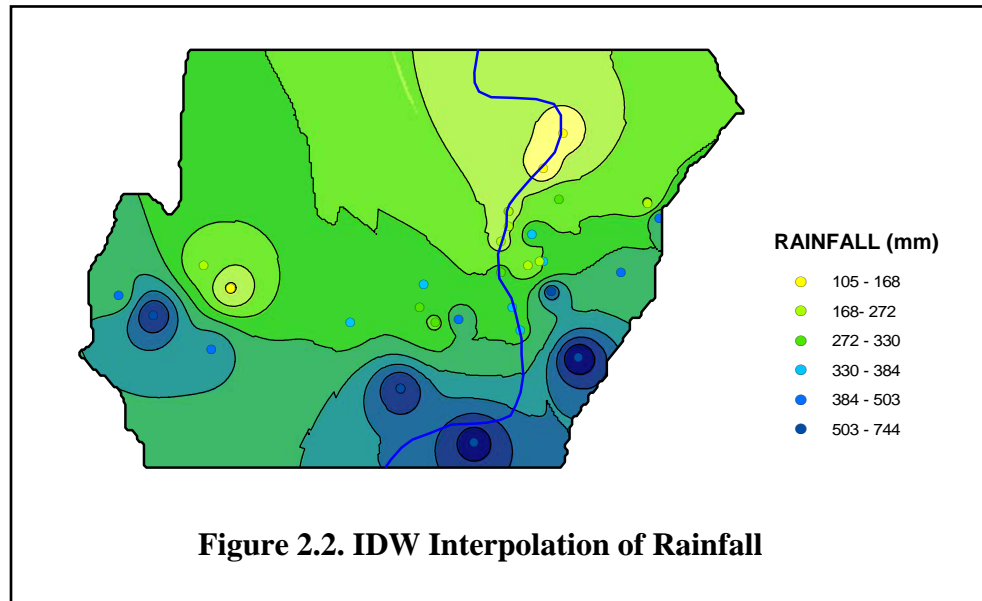 RAINFALL (mm)
105 - 168
168- 272
272 - 330
330 - 384
384 - 503
503 - 744
Figure 2.2. IDW Interpolation of Rainfall